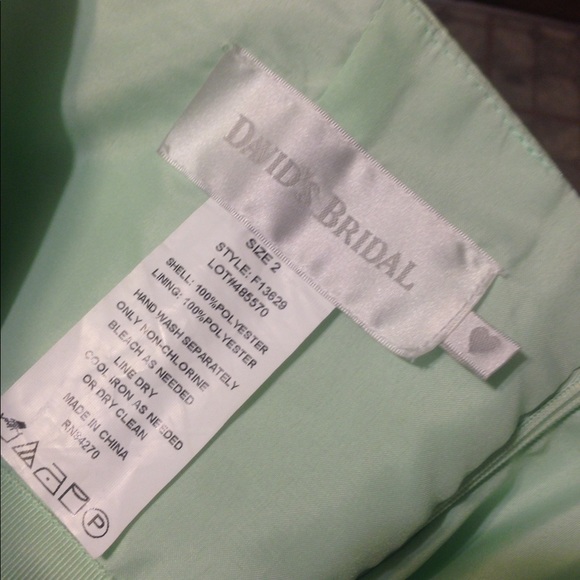 DAVID'S BRIDAL
SIZE 2
STYLE: F13629
LOT#485570
SHELL: 100%POLYESTER
LINING: 100%POLYESTER
HAND WASH SEPARATELY
ONLY NON-CHLORINE
BLEACH AS NEEDED
LINE DRY
COOL IRON AS NEEDED
OR DRY CLEAN
MADE IN CHINA
RN84270
P